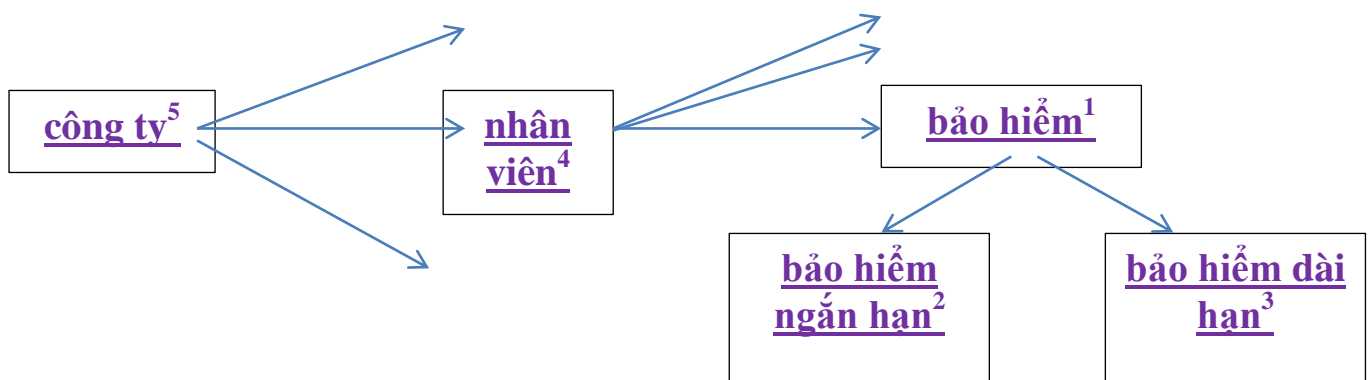 công ty⁵
nhân
viên⁴
bảo hiểm¹
bảo hiểm
ngắn hạn²
bảo hiểm dài
hạn³